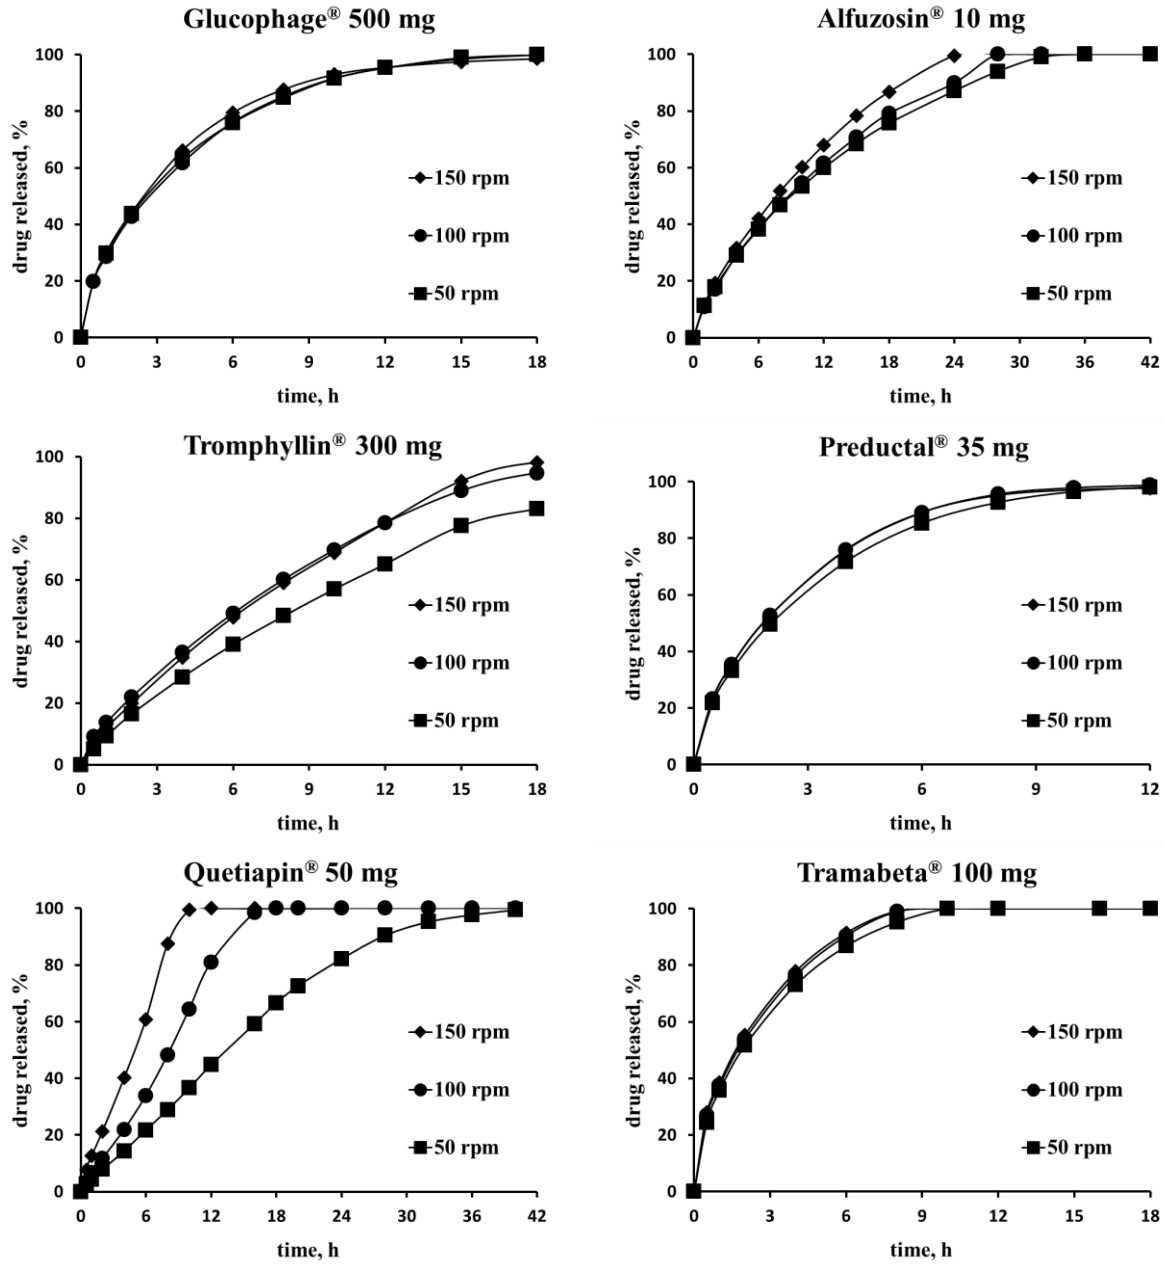 Glucophage® 500 mg
drug released, %
100
80
60
40
20
0
150 rpm
100 rpm
50 rpm
0 3 6 9 12 15 18
time, h
Alfuzosin® 10 mg
drug released, %
100
80
60
40
20
0
150 rpm
100 rpm
50 rpm
0 6 12 18 24 30 36 42
time, h
Tromphyllin® 300 mg
drug released, %
100
80
60
40
20
0
150 rpm
100 rpm
50 rpm
0 3 6 9 12 15 18
time, h
Preductal® 35 mg
drug released, %
100
80
60
40
20
0
150 rpm
100 rpm
50 rpm
0 3 6 9 12
time, h
Quetiapin® 50 mg
drug released, %
100
80
60
40
20
0
150 rpm
100 rpm
50 rpm
0 6 12 18 24 30 36 42
time, h
Tramabeta® 100 mg
drug released, %
100
80
60
40
20
0
150 rpm
100 rpm
50 rpm
0 3 6 9 12 15 18
time, h